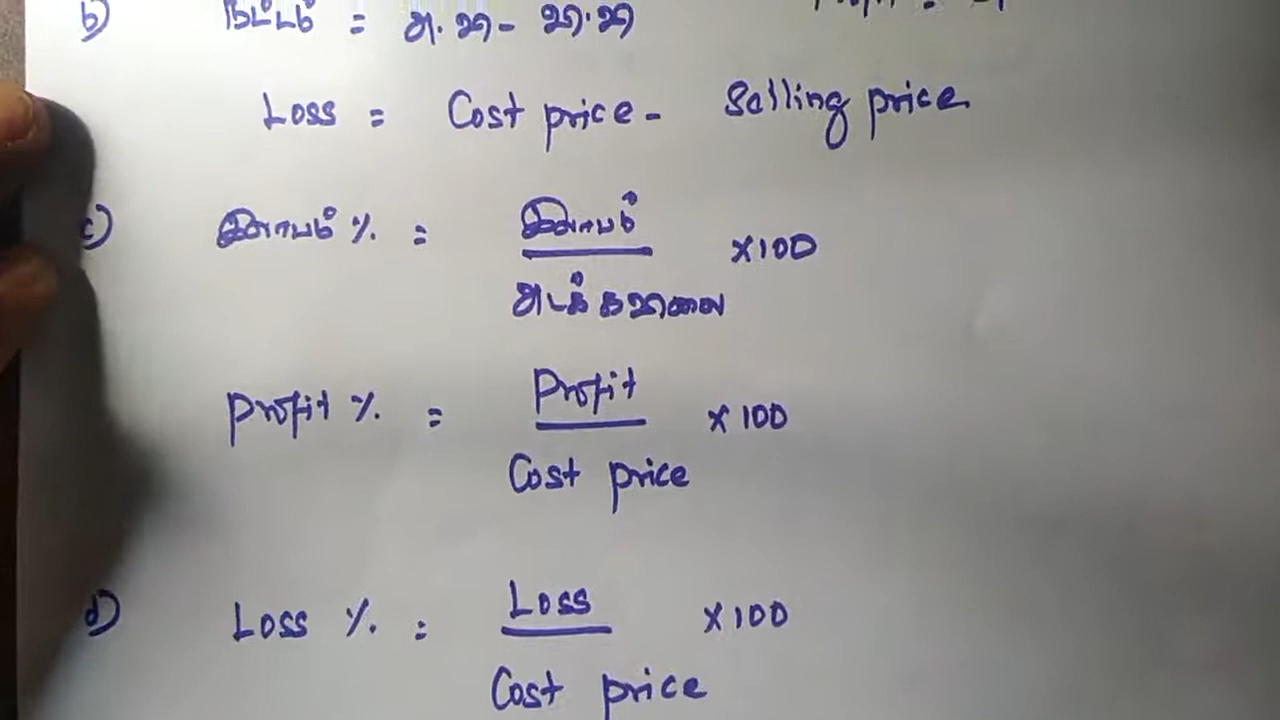 b) நட்டம் = அ.வி - வி.வி
Loss = Cost price - Selling price
c) இலாபம் % = இலாபம் / அடக்கவிலை ×100
Profit % = Profit / Cost price × 100
d) Loss % = Loss / Cost price ×100